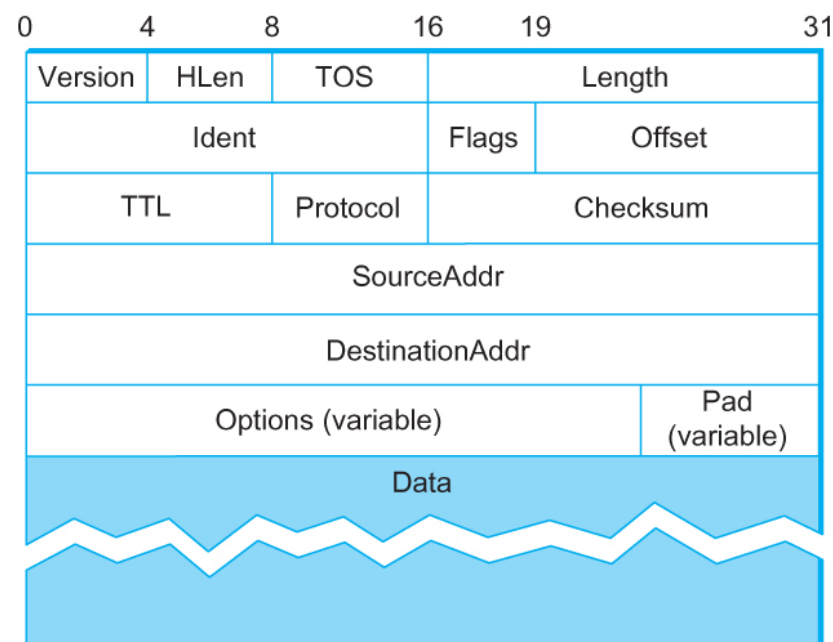 0 4 8 16 19 31
Version HLen TOS Length
Ident Flags Offset
TTL Protocol Checksum
SourceAddr
DestinationAddr
Options (variable) Pad
(variable)
Data